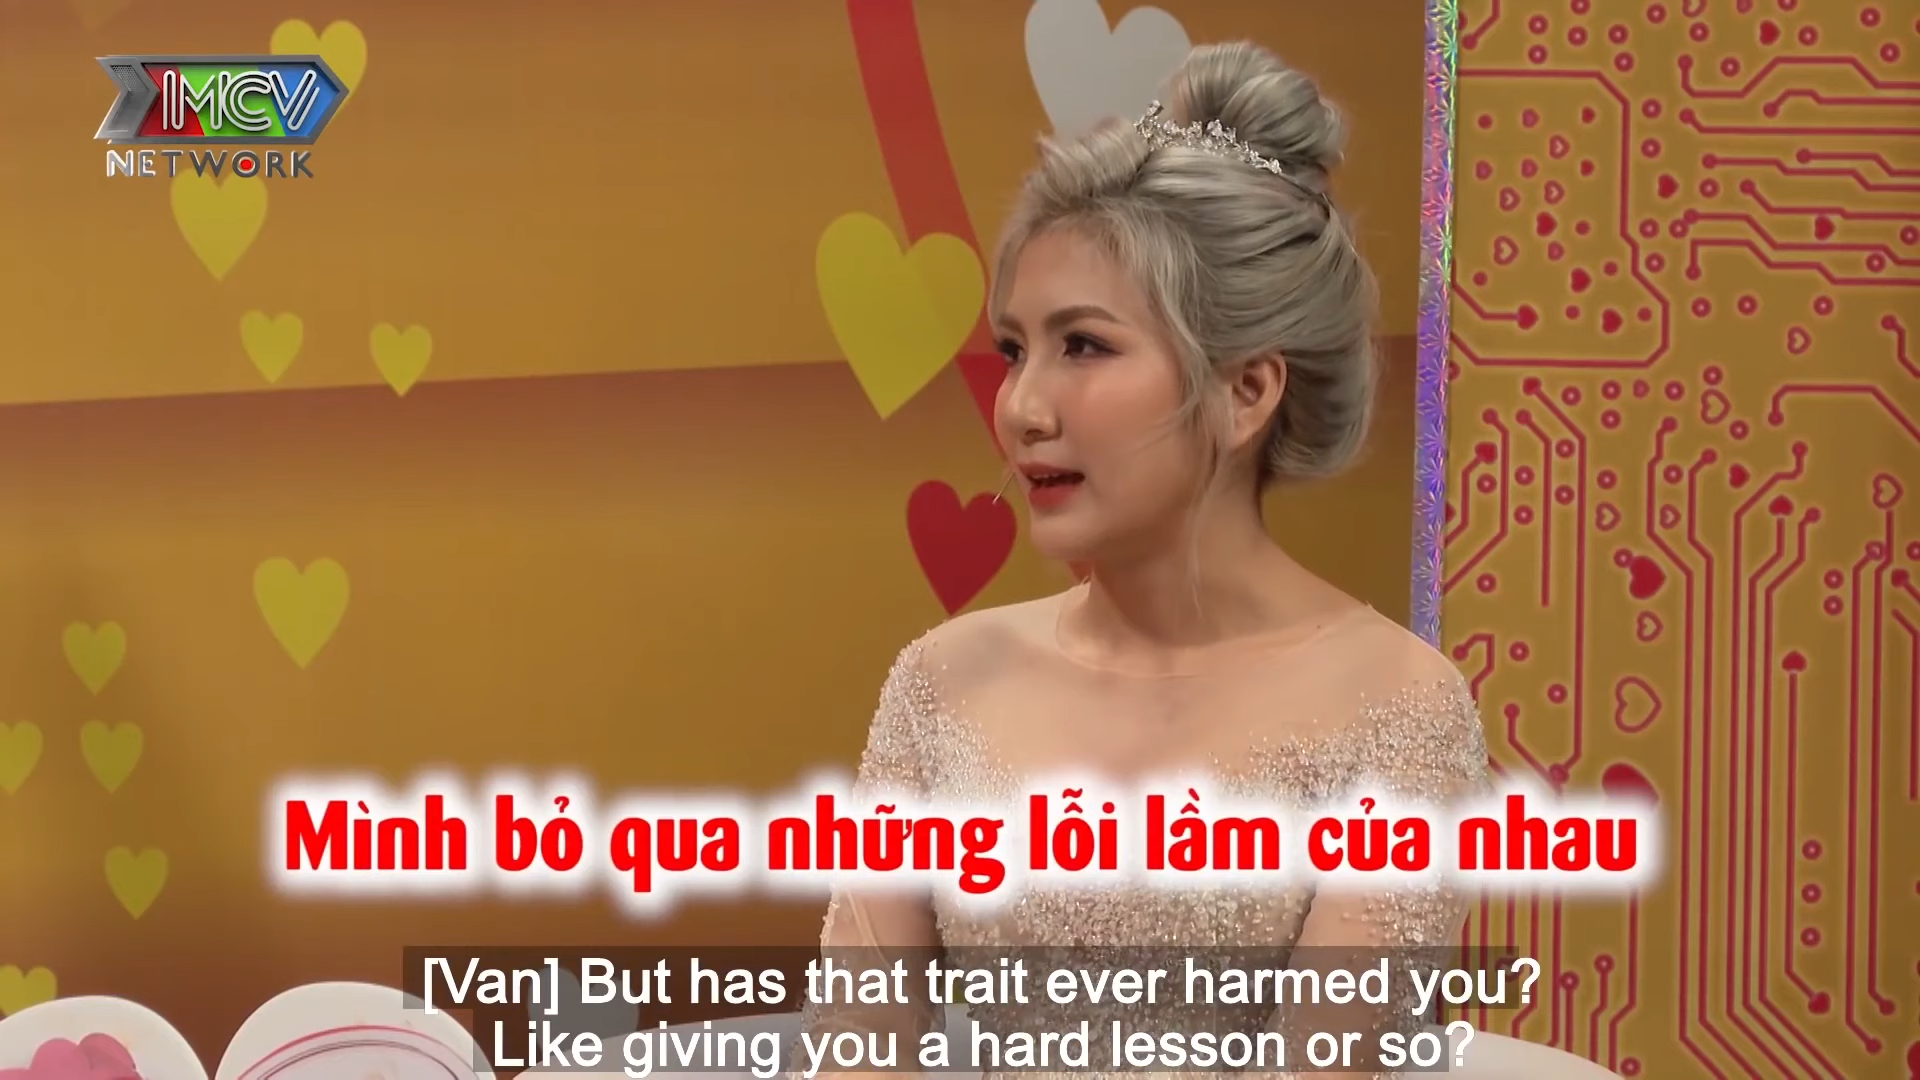 MCV
NETWORK
Mình bỏ qua những lỗi lầm của nhau
[Van] But has that trait ever harmed you?
Like giving you a hard lesson or so?